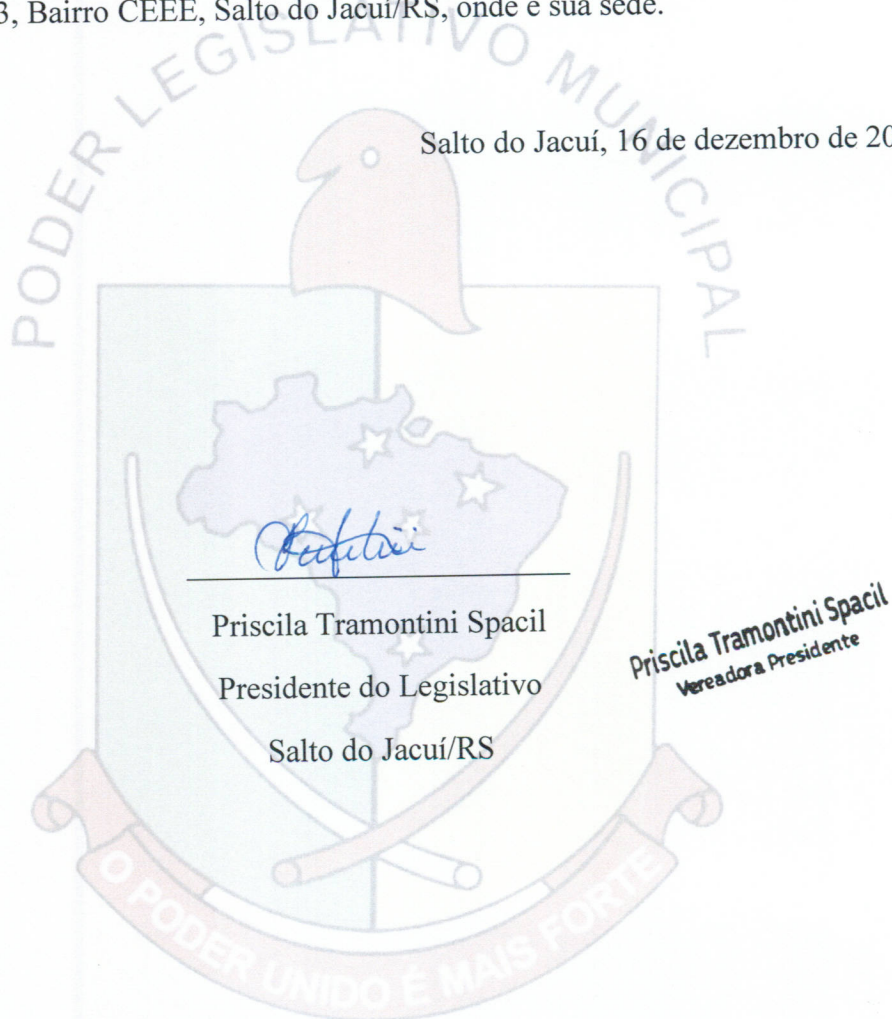 3, Bairro CEEE, Salto do Jacuí/RS, onde é sua sede.
PODER LEGISLATIVO MUNICIPAL
Salto do Jacuí, 16 de dezembro de 20
Priscila Tramontini Spacil
Presidente do Legislativo
Salto do Jacuí/RS
Priscila Tramontini Spacil
Vereadora Presidente
O PODER UNIDO É MAIS FORTE